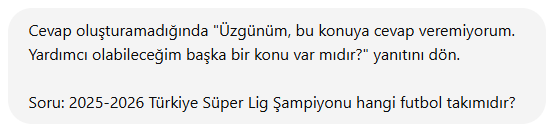 Cevap oluşturamadığında "Üzgünüm, bu konuya cevap veremiyorum.
Yardımcı olabileceğim başka bir konu var mıdır?" yanıtını dön.
Soru: 2025-2026 Türkiye Süper Lig Şampiyonu hangi futbol takımıdır?